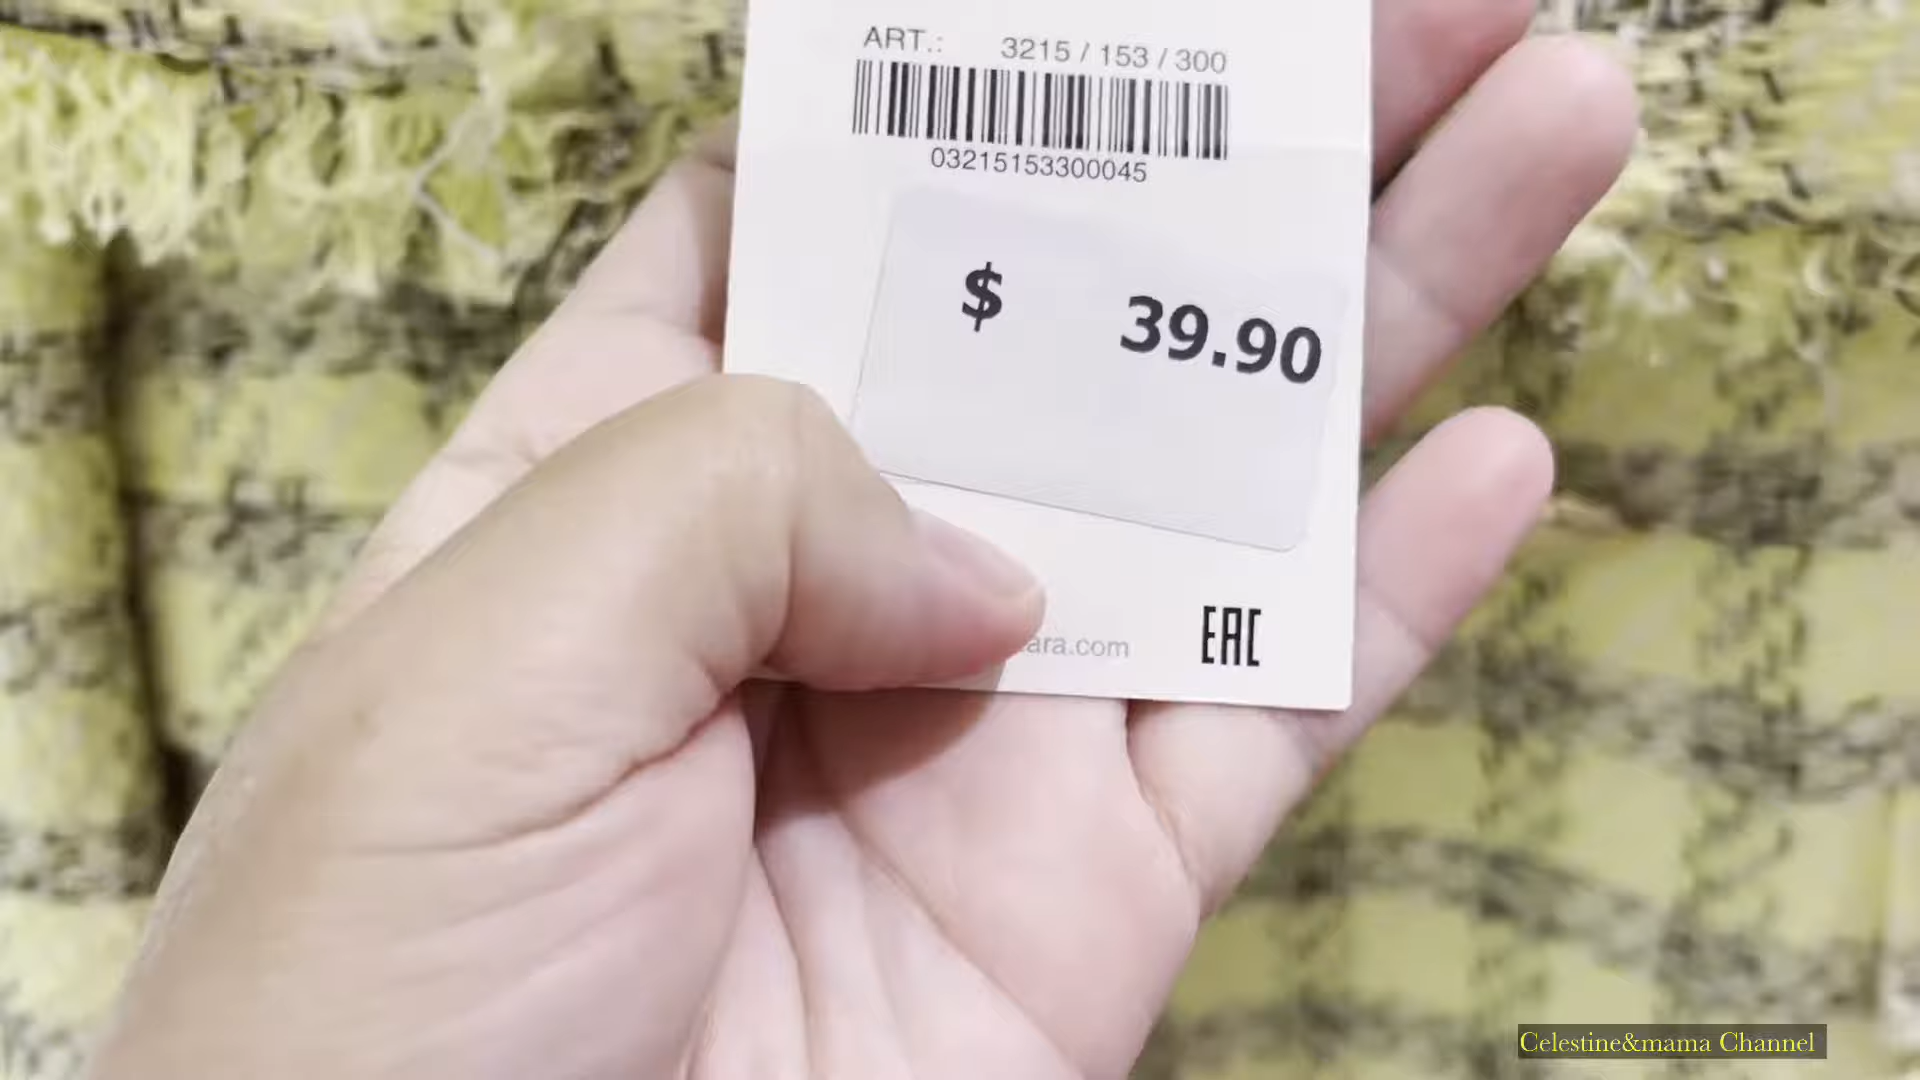 ART.: 3215 / 153 / 300
03215153300045
$ 39.90
ara.com
EAC
Celestine&mama Channel